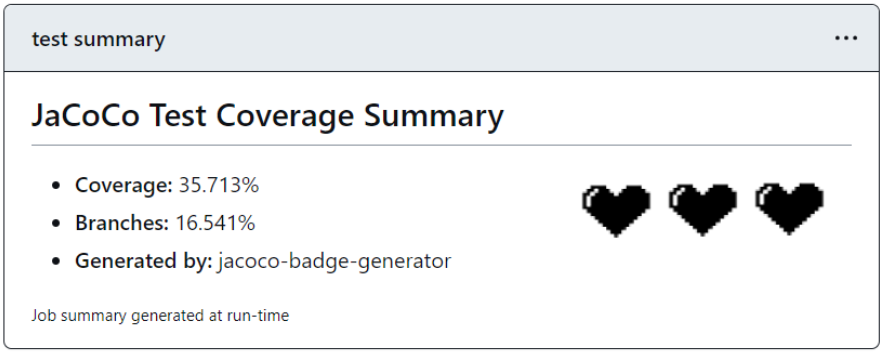 test summary
JaCoCo Test Coverage Summary
Coverage: 35.713%
Branches: 16.541%
Generated by: jacoco-badge-generator
Job summary generated at run-time